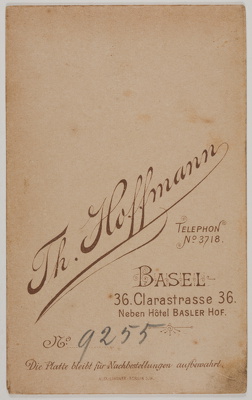 Th. Hoffmann
TELEPHON
No 3718.
BASEL
36. Clarastrasse 36.
Neben Hôtel BASLER HOF.
No. 9255
Die Platte bleibt für Nachbestellungen aufbewahrt.